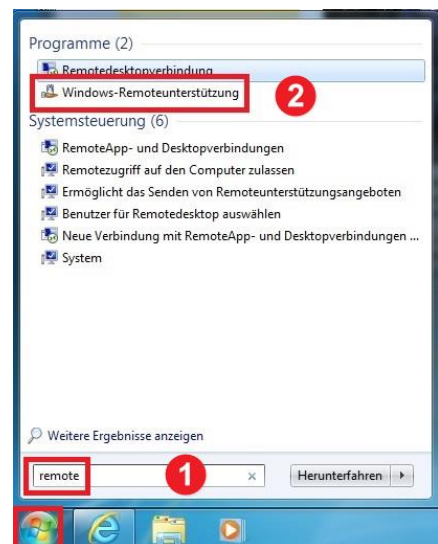 Programme (2)
Remotedesktopverbindung
Windows-Remoteunterstützung
2
Systemsteuerung (6)
RemoteApp- und Desktopverbindungen
Remotezugriff auf den Computer zulassen
Ermöglicht das Senden von Remoteunterstützungsangeboten
Benutzer für Remotedesktop auswählen
Neue Verbindung mit RemoteApp- und Desktopverbindungen ...
System
Weitere Ergebnisse anzeigen
remote 1 × Herunterfahren